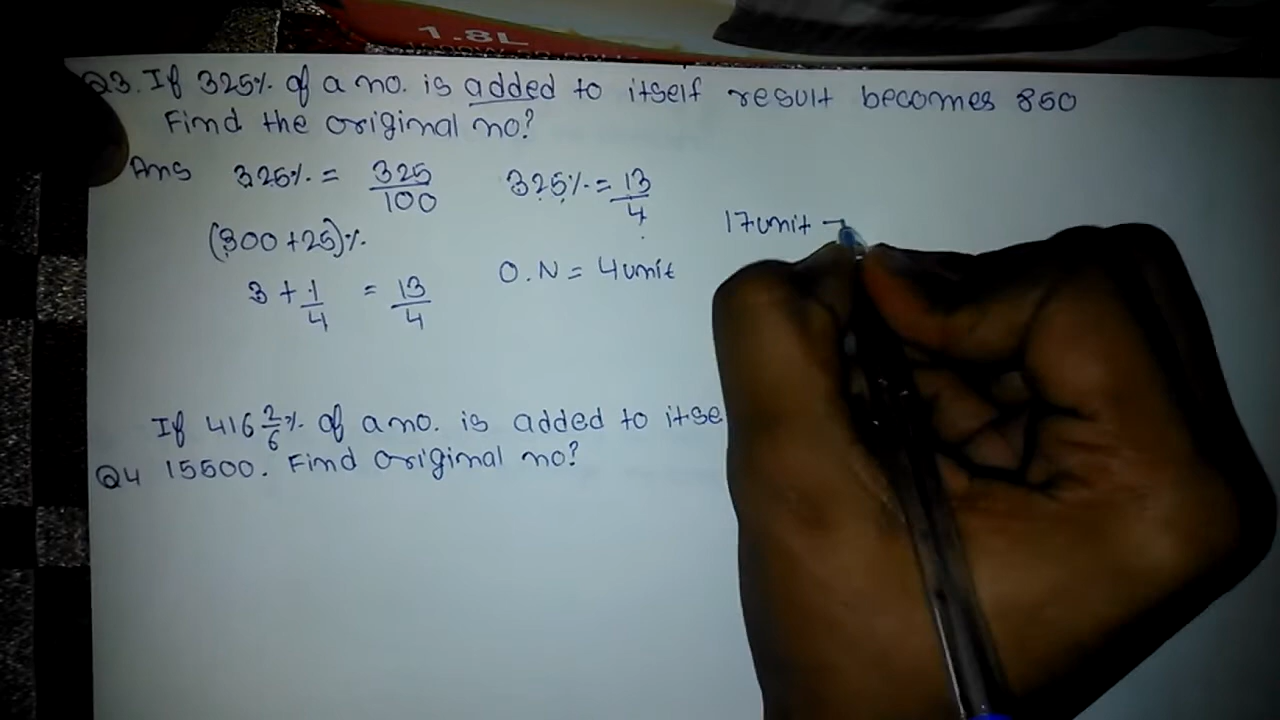 1.8L
Q3. If 325% of a no. is added to itself result becomes 850
Find the original no?
Ans 325% = 325/100 325% = 13/4
17unit →
(300+25)%
O.N = 4unit
3 + 1/4 = 13/4
If 416 2/6% of a no. is added to itse
Q4 15500. Find original no?